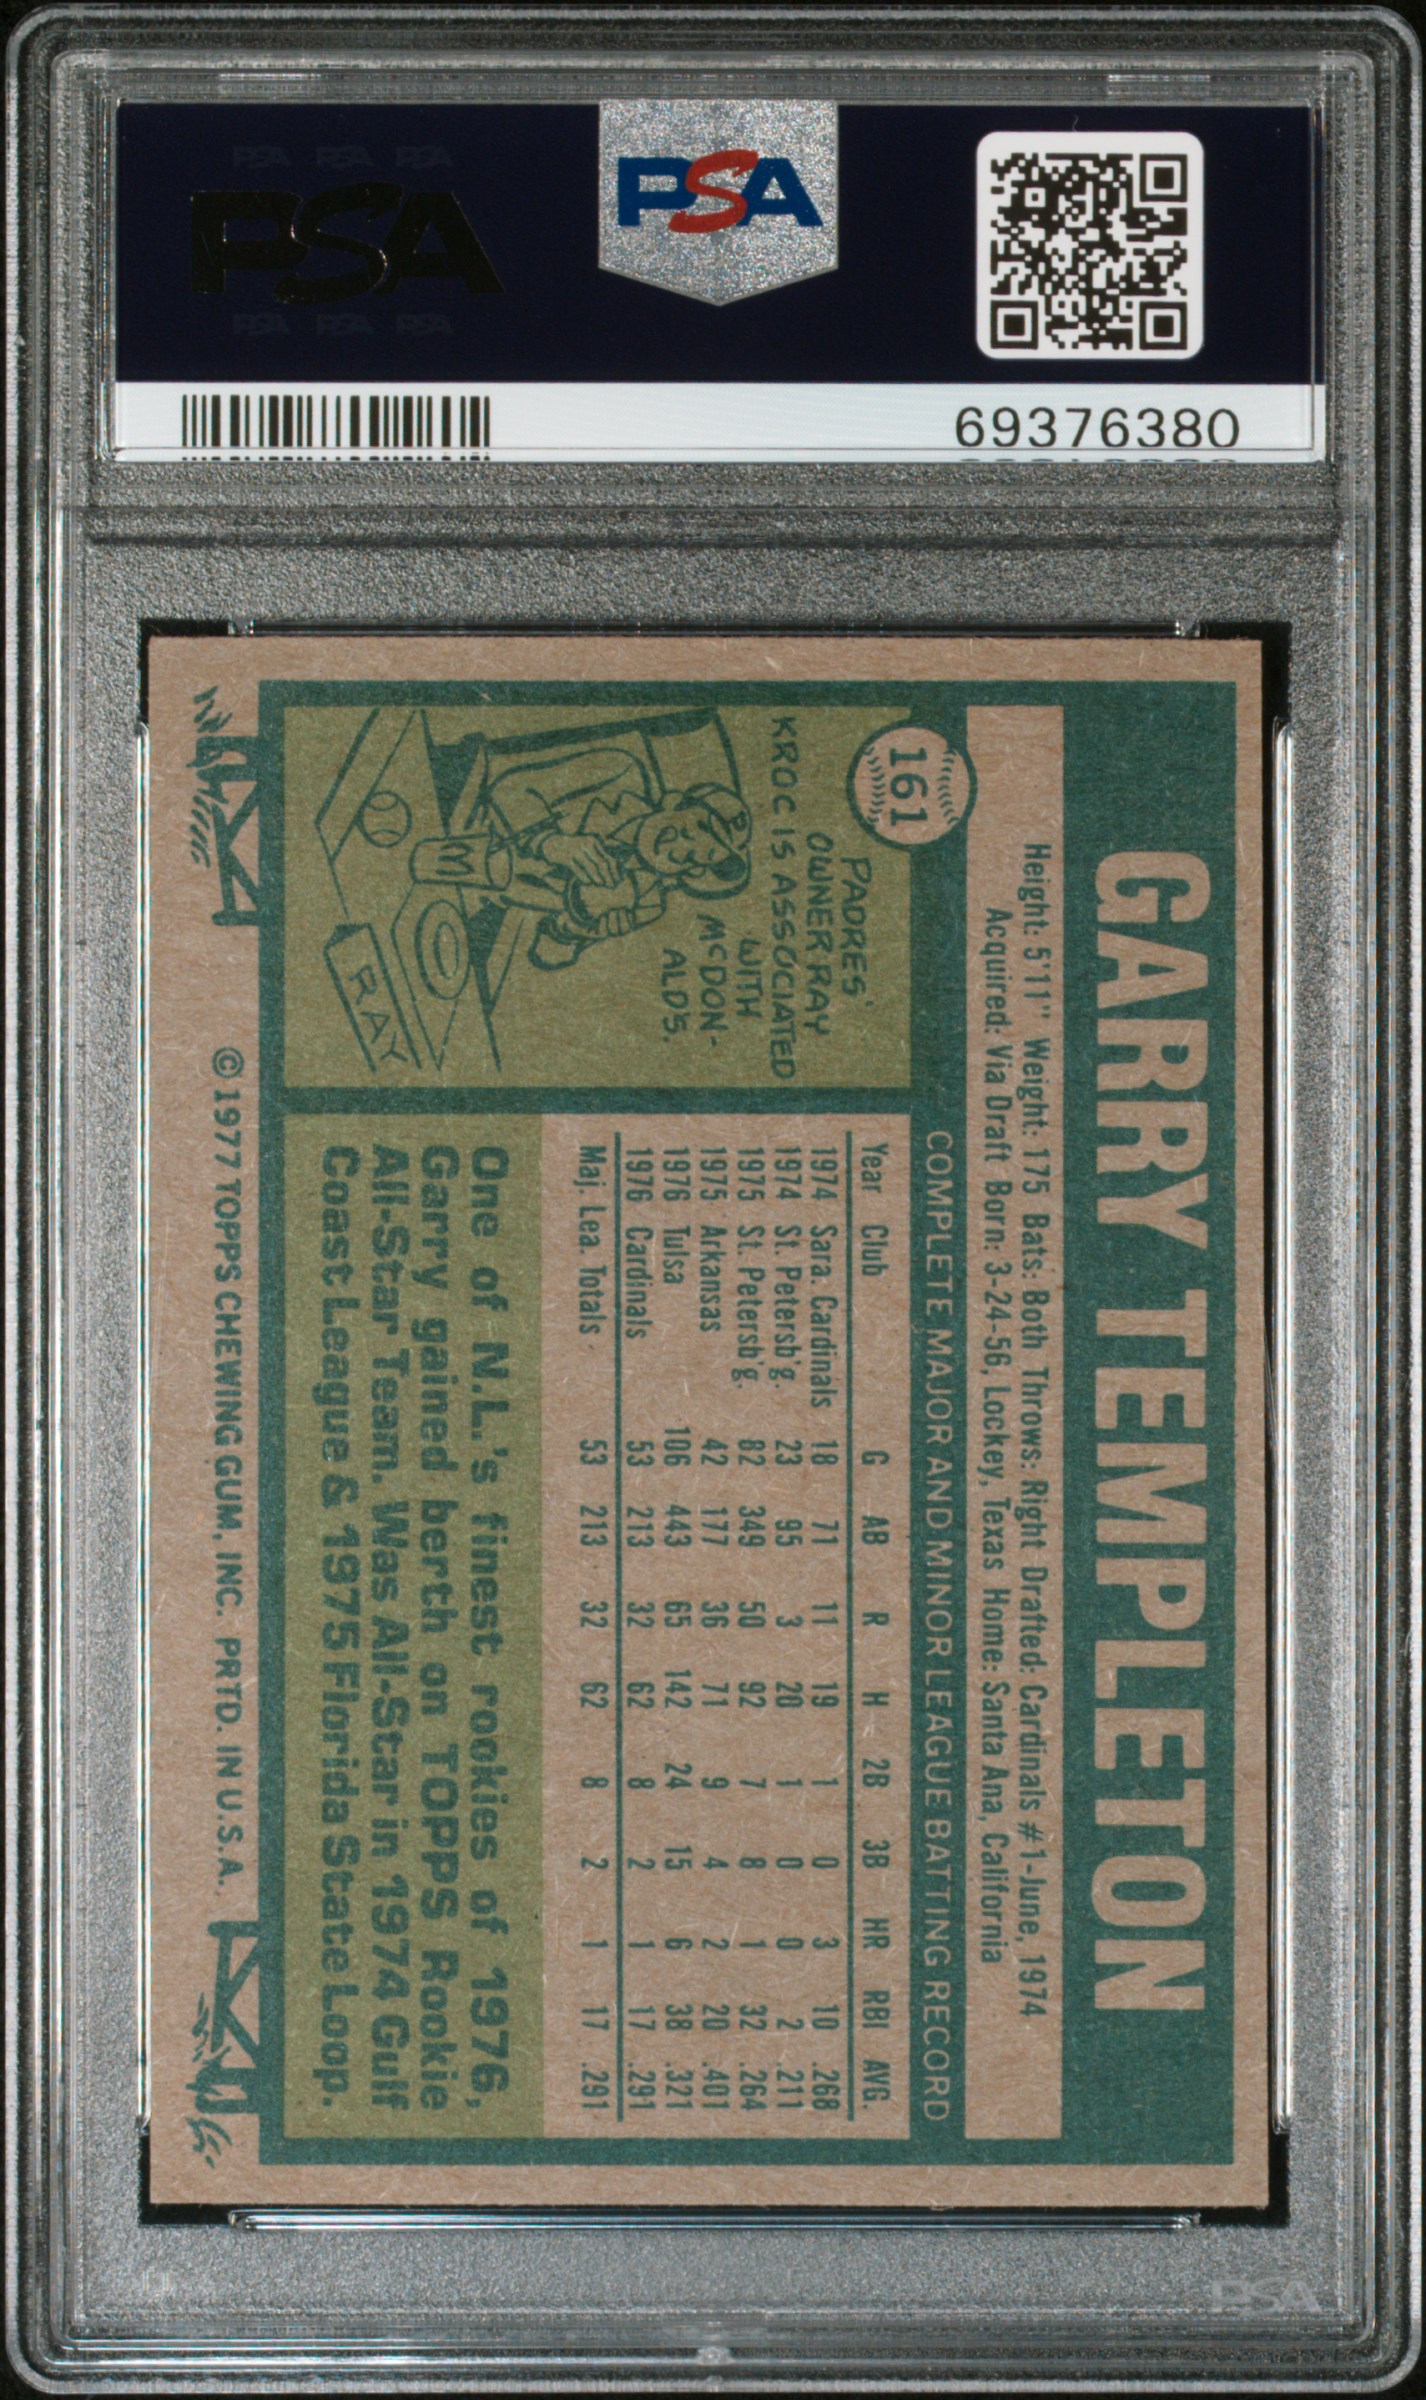 PSA PSA PSA
PSA
PSA PSA PSA
PSA
69376380
GARRY TEMPLETON
Height: 5'11" Weight: 175 Bats: Both Throws: Right Drafted: Cardinals #1-June, 1974
Acquired: Via Draft Born: 3-24-56, Lockey, Texas Home: Santa Ana, California
161
COMPLETE MAJOR AND MINOR LEAGUE BATTING RECORD
PADRES'
OWNER RAY
KROC IS ASSOCIATED
WITH
McDON-
ALD'S.
M
RAY
Year Club G AB R H 2B 3B HR RBI AVG.
1974 Sara. Cardinals 18 71 11 19 1 0 3 10 .268
1974 St. Petersb'g. 23 95 3 20 1 0 0 2 .211
1975 St. Petersb'g. 82 349 50 92 7 8 1 32 .264
1975 Arkansas 42 177 36 71 9 4 2 20 .401
1976 Tulsa 106 443 65 142 24 15 6 38 .321
1976 Cardinals 53 213 32 62 8 2 1 17 .291
Maj. Lea. Totals 53 213 32 62 8 2 1 17 .291
One of N.L.'s finest rookies of 1976,
Garry gained berth on TOPPS Rookie
All-Star Team. Was All-Star in 1974 Gulf
Coast League & 1975 Florida State Loop.
©1977 TOPPS CHEWING GUM, INC. PRTD. IN U.S.A.
PSA